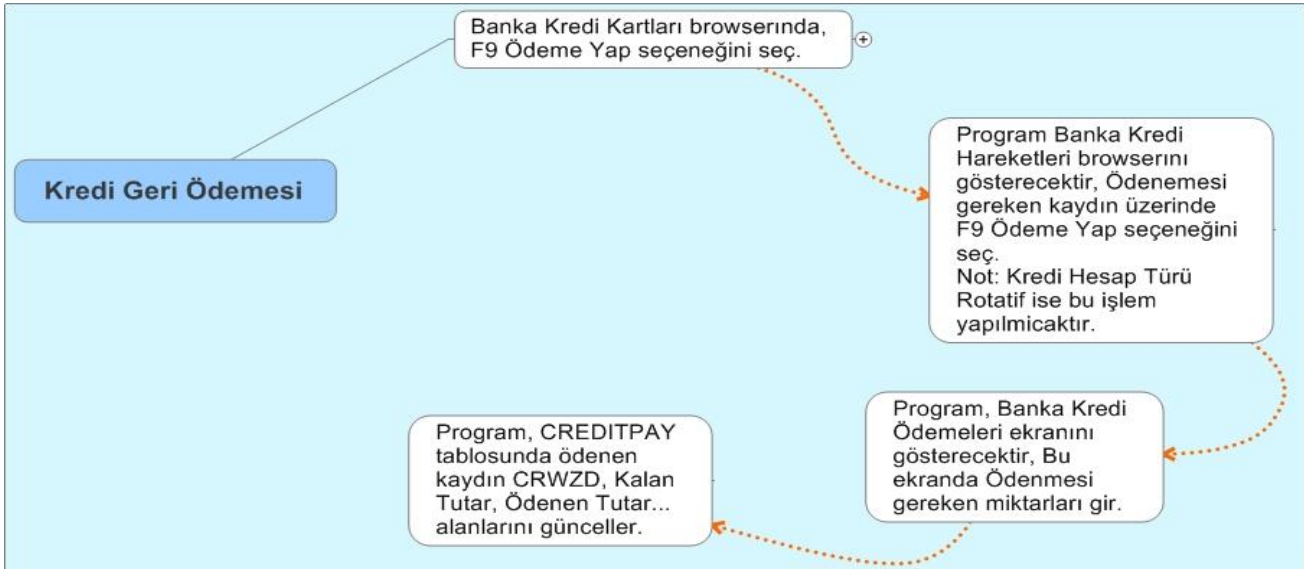 Banka Kredi Kartları browserında,
F9 Ödeme Yap seçeneğini seç.
Kredi Geri Ödemesi
Program Banka Kredi
Hareketleri browserını
gösterecektir, Ödenemesi
gereken kaydın üzerinde
F9 Ödeme Yap seçeneğini
seç.
Not: Kredi Hesap Türü
Rotatif ise bu işlem
yapılmicaktır.
Program, Banka Kredi
Ödemeleri ekranını
gösterecektir, Bu
ekranda Ödenmesi
gereken miktarları gir.
Program, CREDITPAY
tablosunda ödenen
kaydın CRWZD, Kalan
Tutar, Ödenen Tutar...
alanlarını günceller.